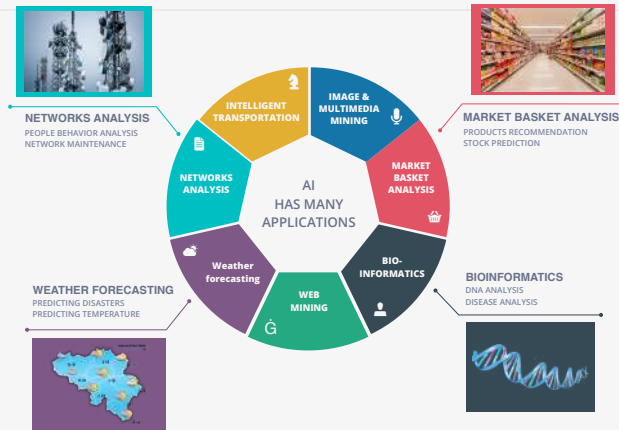 NETWORKS ANALYSIS
PEOPLE BEHAVIOR ANALYSIS
NETWORK MAINTENANCE
INTELLIGENT
TRANSPORTATION
IMAGE &
MULTIMEDIA
MINING
MARKET BASKET ANALYSIS
PRODUCTS RECOMMENDATION
STOCK PREDICTION
NETWORKS
ANALYSIS
MARKET
BASKET
ANALYSIS
AI
HAS MANY
APPLICATIONS
Weather
forecasting
BIO-
INFORMATICS
WEB
MINING
Ġ
WEATHER FORECASTING
PREDICTING DISASTERS
PREDICTING TEMPERATURE
BIOINFORMATICS
DNA ANALYSIS
DISEASE ANALYSIS